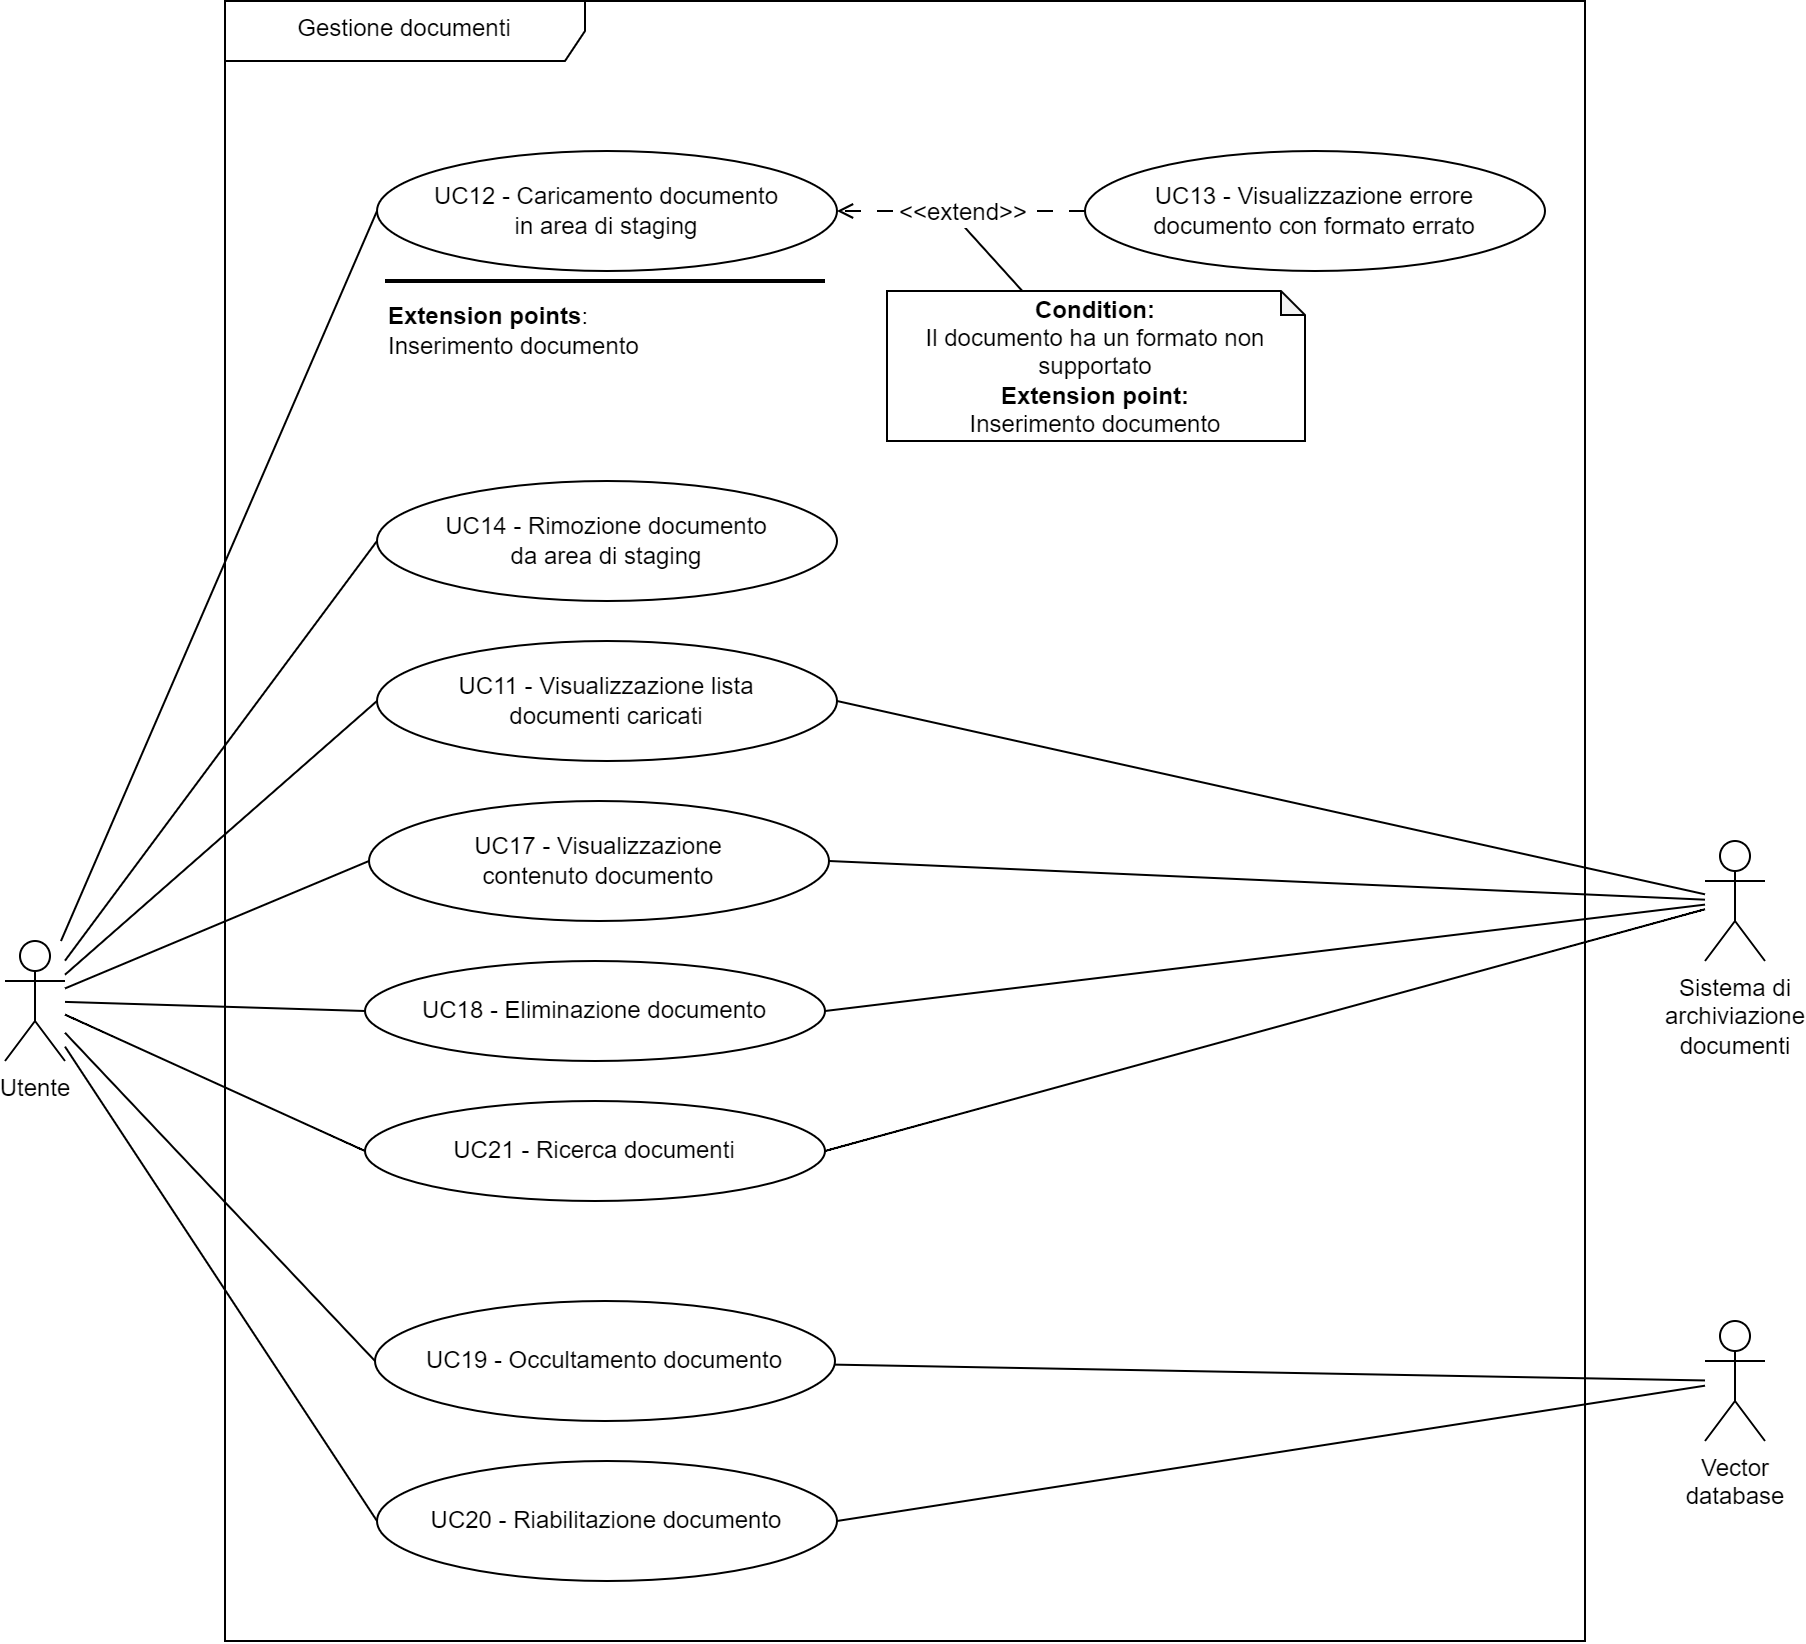 Gestione documenti
UC12 - Caricamento documento
in area di staging
<<extend>>
UC13 - Visualizzazione errore
documento con formato errato
Extension points:
Inserimento documento
Condition:
Il documento ha un formato non
supportato
Extension point:
Inserimento documento
UC14 - Rimozione documento
da area di staging
UC11 - Visualizzazione lista
documenti caricati
UC17 - Visualizzazione
contenuto documento
UC18 - Eliminazione documento
Sistema di
archiviazione
documenti
Utente
UC21 - Ricerca documenti
UC19 - Occultamento documento
Vector
database
UC20 - Riabilitazione documento